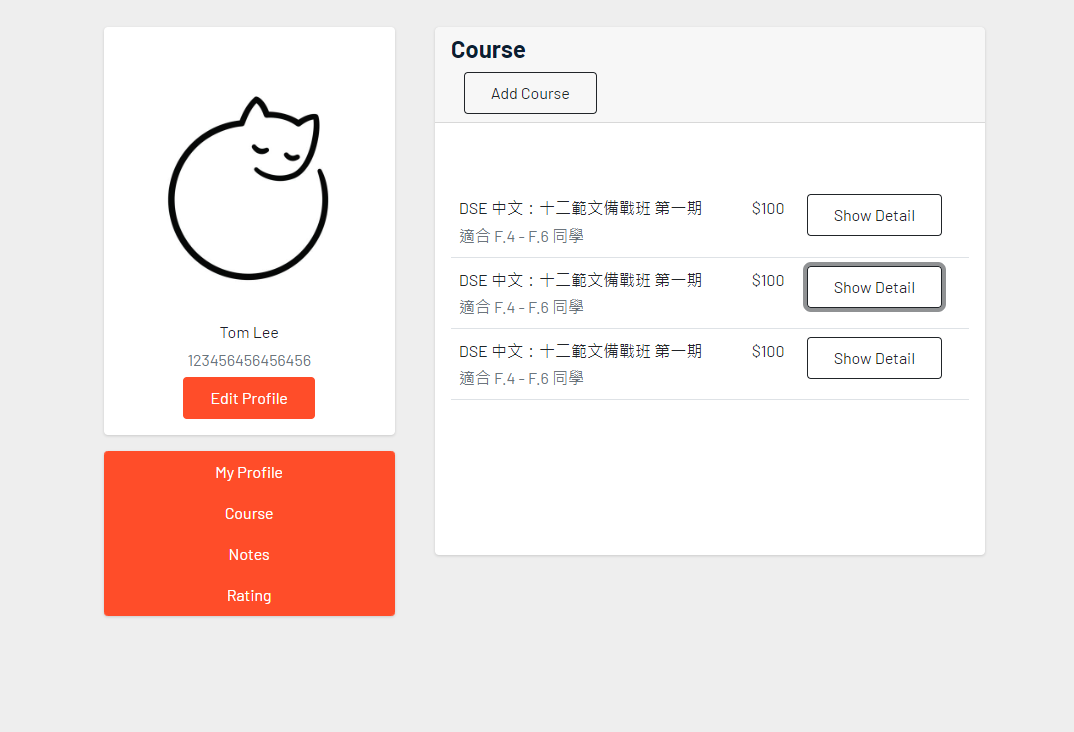 Tom Lee
123456456456456
Edit Profile
My Profile
Course
Notes
Rating
Course
Add Course
DSE 中文：十二範文備戰班 第一期 $100 Show Detail
適合 F.4 - F.6 同學
DSE 中文：十二範文備戰班 第一期 $100 Show Detail
適合 F.4 - F.6 同學
DSE 中文：十二範文備戰班 第一期 $100 Show Detail
適合 F.4 - F.6 同學